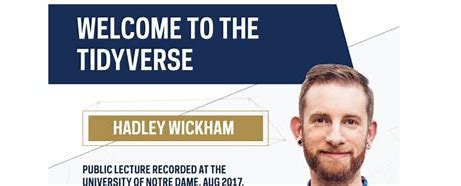 WELCOME TO THE
TIDYVERSE
HADLEY WICKHAM
PUBLIC LECTURE RECORDED AT THE
UNIVERSITY OF NOTRE DAME, AUG 2017.